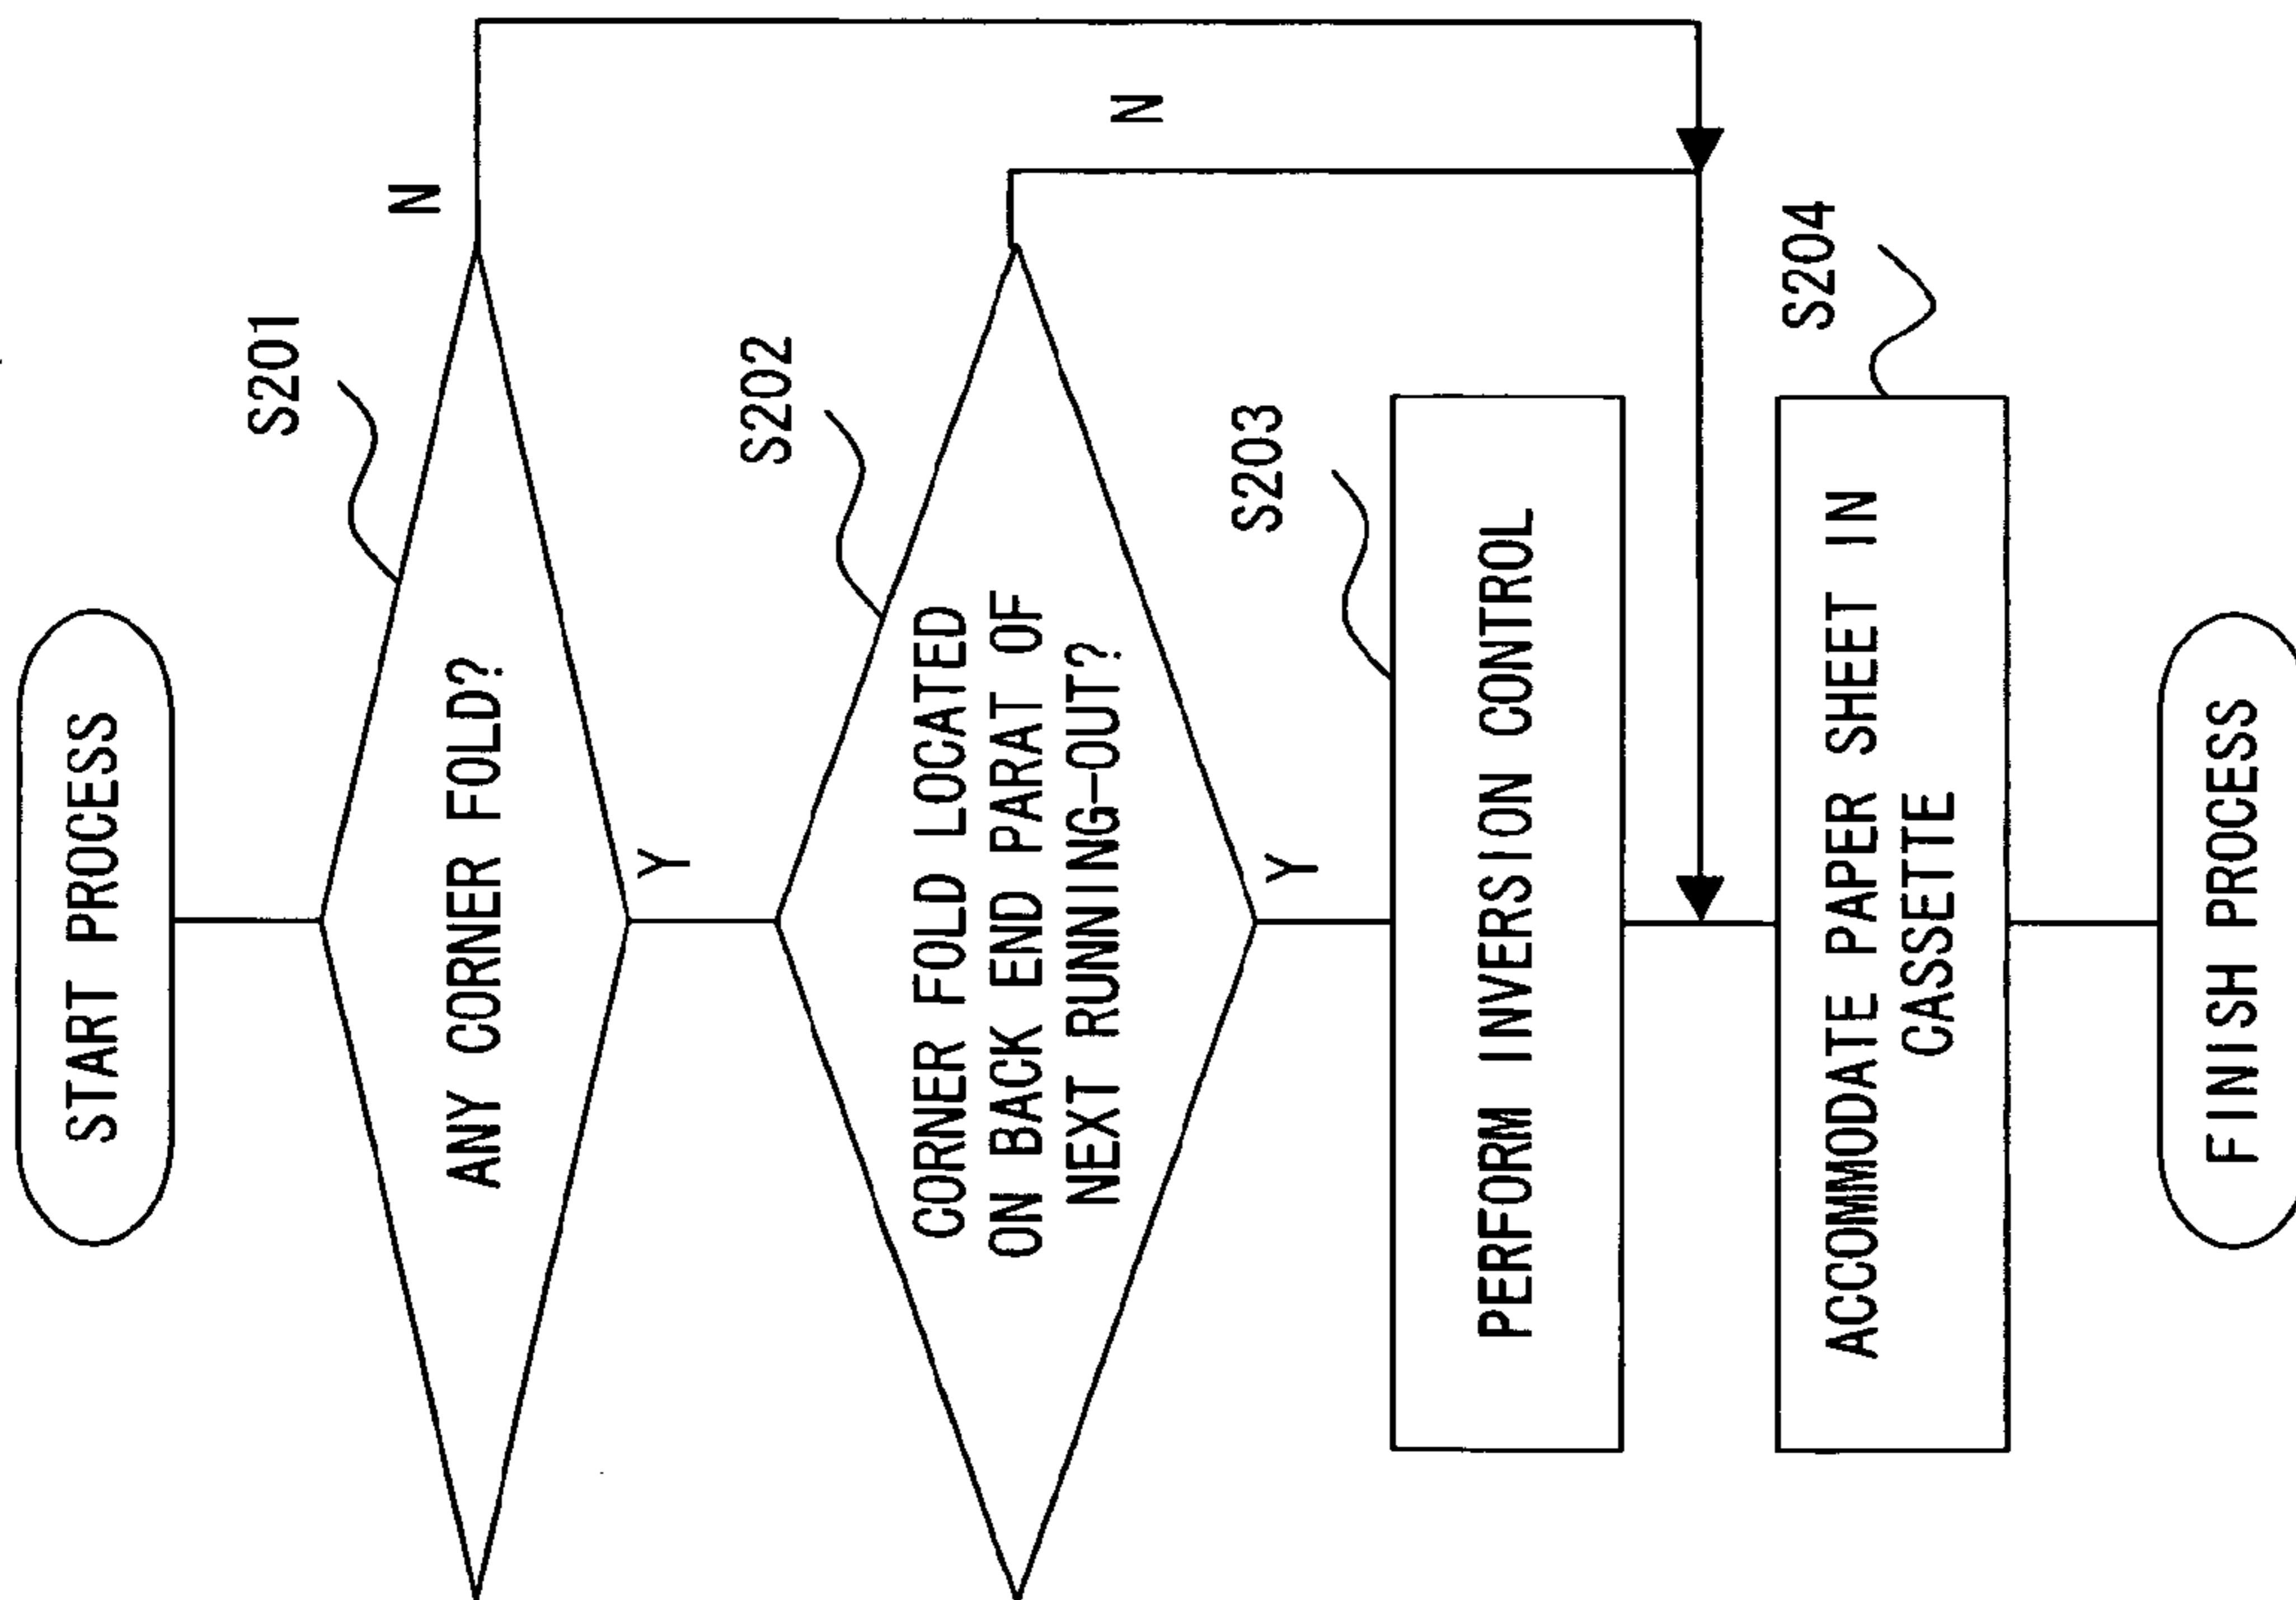 START PROCESS
S201
ANY CORNER FOLD?
N
Y
S202
CORNER FOLD LOCATED
ON BACK END PARAT OF
NEXT RUNNING-OUT?
N
Y
S203
PERFORM INVERSION CONTROL
S204
ACCOMMODATE PAPER SHEET IN
CASSETTE
FINISH PROCESS